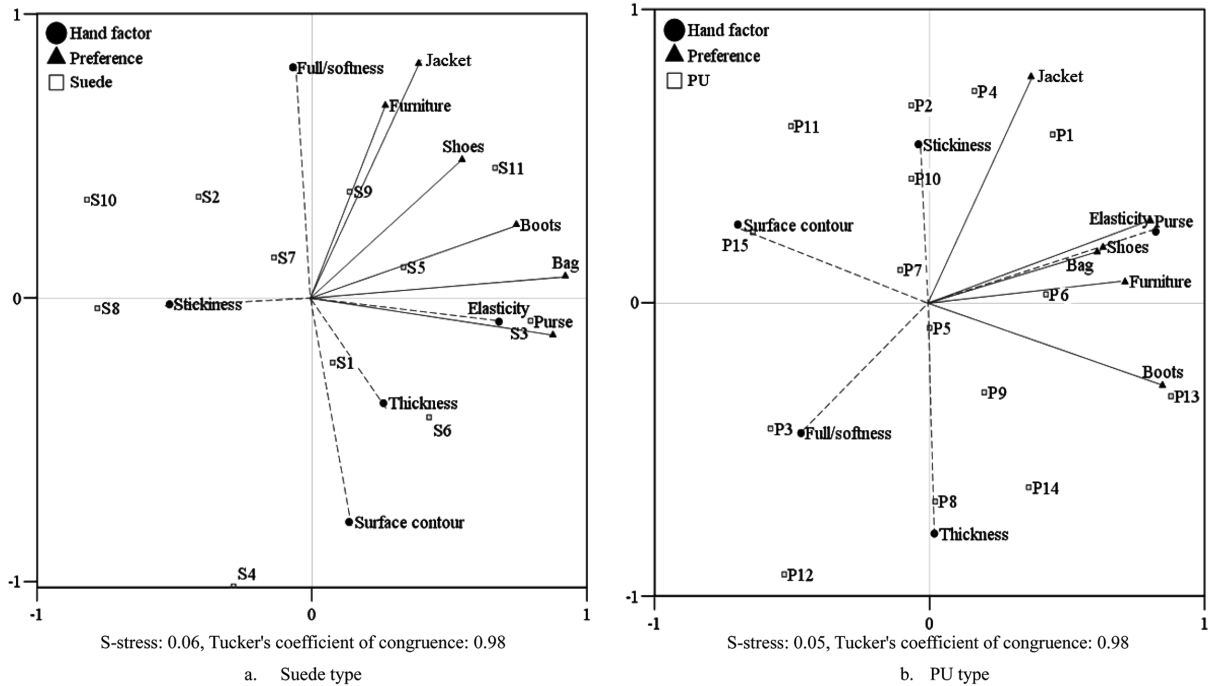 1
Hand factor
Preference
Suede
Full/softness
Jacket
Furniture
Shoes
S11
S9
S10
S2
Boots
S7
S5
Bag
0
Stickiness
S8
Elasticity
Purse
S3
S1
Thickness
S6
Surface contour
S4
-1
-1
0
1
S-stress: 0.06, Tucker's coefficient of congruence: 0.98
a. Suede type
1
Hand factor
Preference
PU
Jacket
P4
P2
P11
P1
Stickiness
P10
Surface contour
P15
Elasticity
Purse
Shoes
Bag
P7
Furniture
P6
0
P5
Boots
P13
P9
P3
Full/softness
P14
P8
Thickness
P12
-1
-1
0
1
S-stress: 0.05, Tucker's coefficient of congruence: 0.98
b. PU type